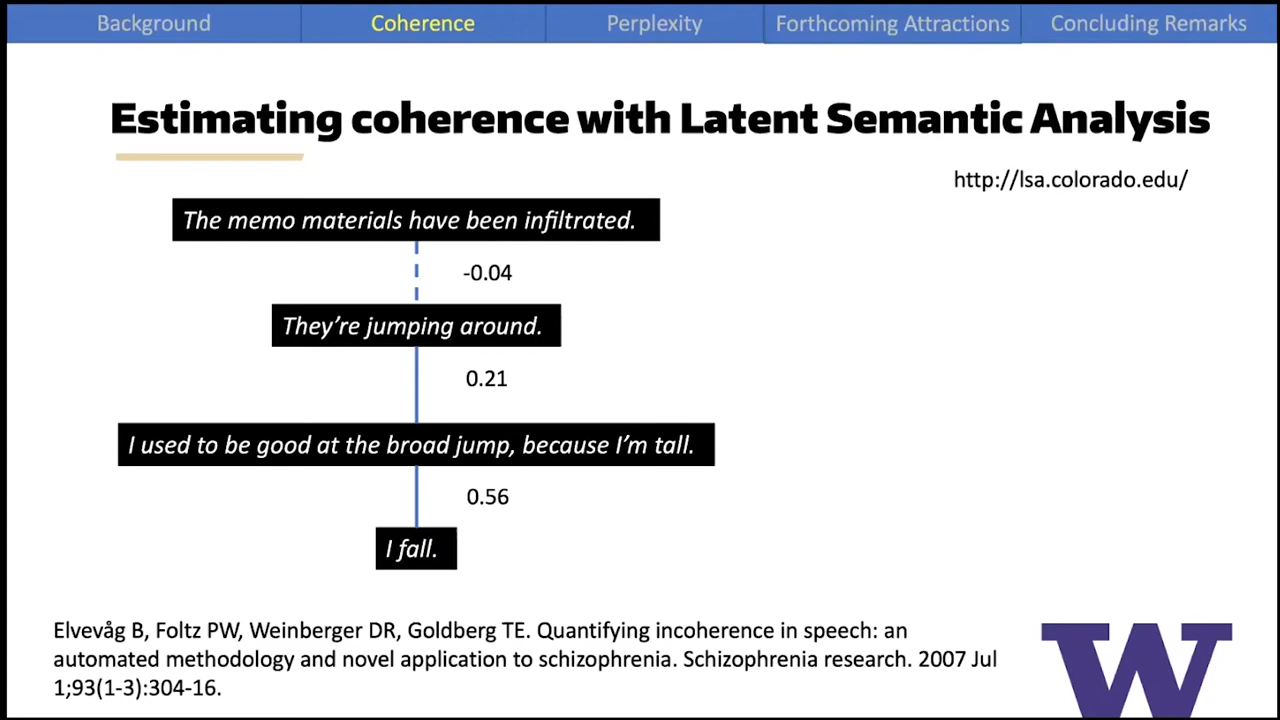 Background Coherence Perplexity Forthcoming Attractions Concluding Remarks
Estimating coherence with Latent Semantic Analysis
http://lsa.colorado.edu/
The memo materials have been infiltrated.
-0.04
They’re jumping around.
0.21
I used to be good at the broad jump, because I’m tall.
0.56
I fall.
Elvevåg B, Foltz PW, Weinberger DR, Goldberg TE. Quantifying incoherence in speech: an
automated methodology and novel application to schizophrenia. Schizophrenia research. 2007 Jul
1;93(1-3):304-16.
W